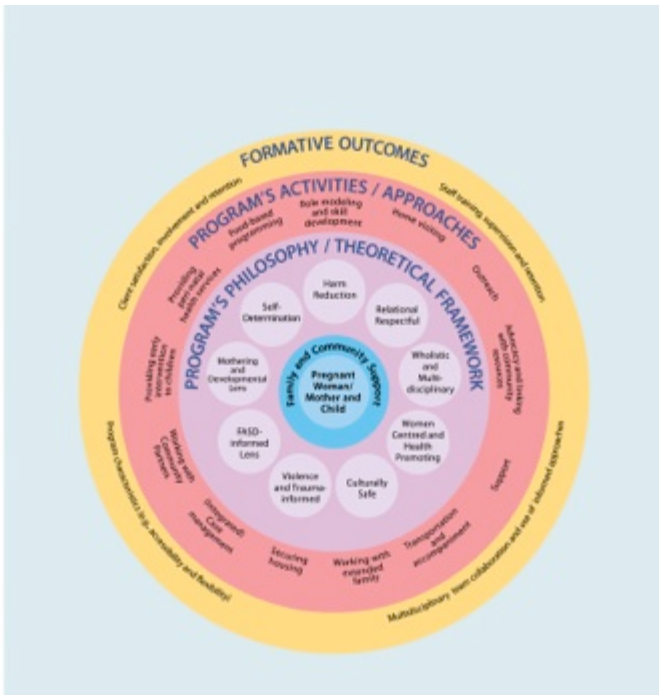 FORMATIVE OUTCOMES
Client satisfaction, involvement and retention
Staff training, supervision and retention
Program characteristics (e.g., accessibility and flexibility)
Multidisciplinary team collaboration and use of informed approaches
PROGRAM'S ACTIVITIES / APPROACHES
Role modeling
and skill
development
Home visiting
Outreach
Advocacy and linking
with community
resources
Support
Transportation
and
accompaniment
Working with
extended
family
Securing
housing
(Integrated)
Case
management
Working with
Community
Partners
Providing early
intervention
to children
Providing
peri-natal
health services
Food-based
programming
PROGRAM'S PHILOSOPHY / THEORETICAL FRAMEWORK
Harm
Reduction
Relational
Respectful
Wholistic
and
Multi-
disciplinary
Women
Centred and
Health
Promoting
Culturally
Safe
Violence
and Trauma-
informed
FASD-
informed
Lens
Mothering
and
Developmental
Lens
Self-
Determination
Family and Community Support
Pregnant
Woman/
Mother and
Child